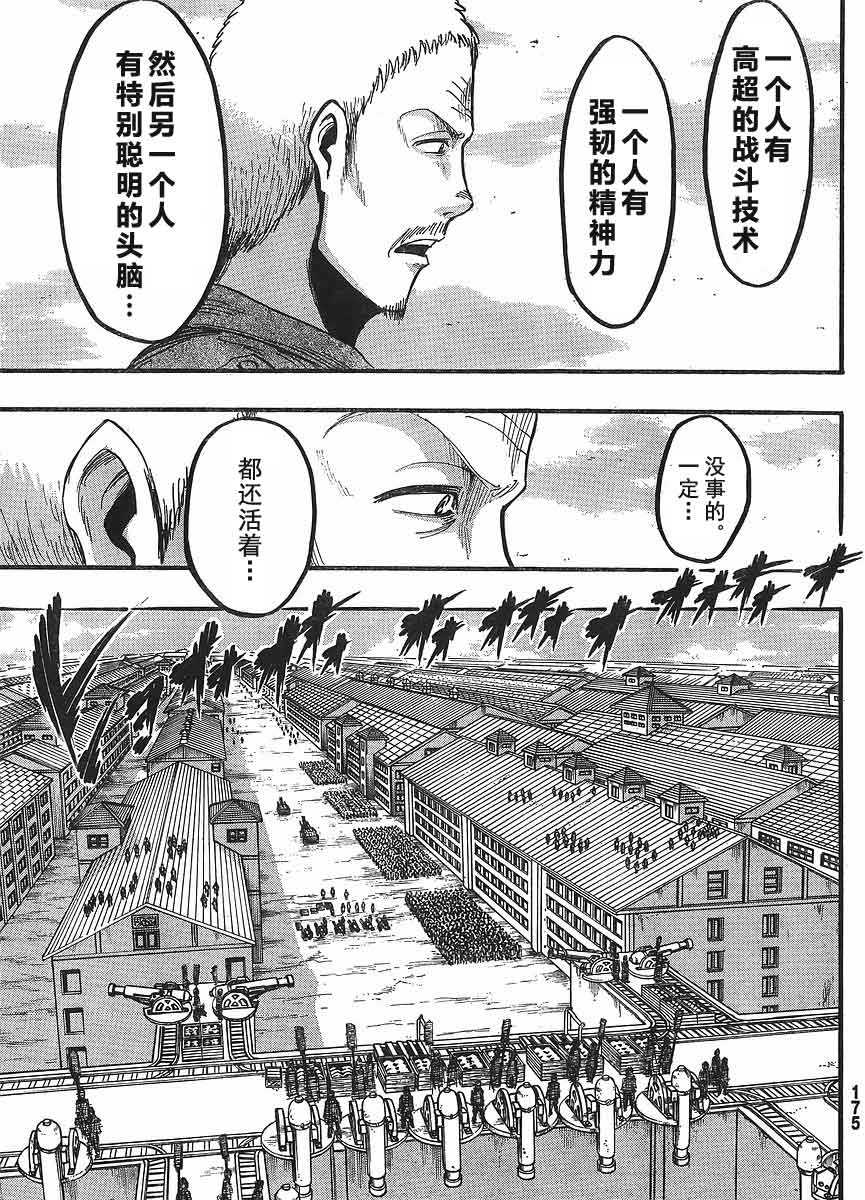 一个人有
高超的战斗技术
一个人有
强韧的精神力
然后另一个人
有特别聪明的头脑…
没事的。
一定…
都还活着…
175